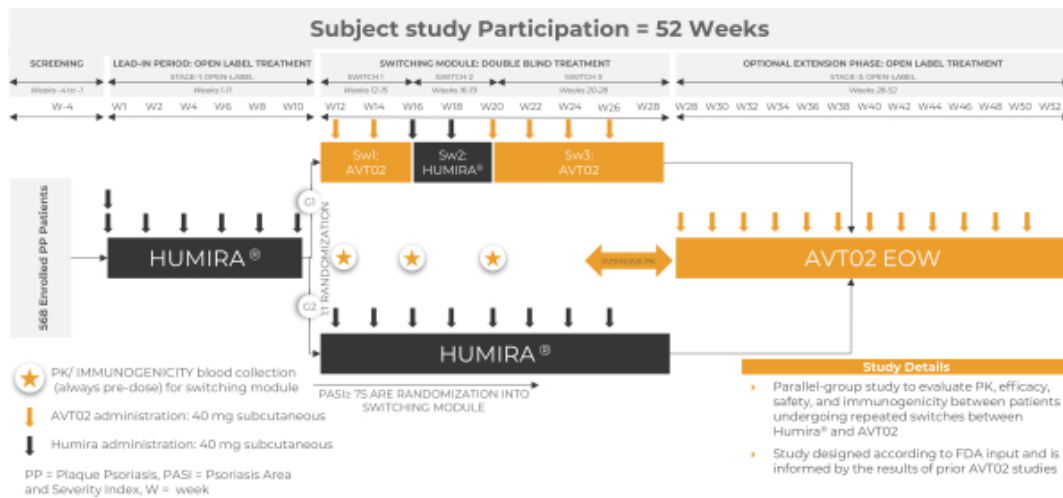 Subject study Participation = 52 Weeks
SCREENING
Weeks -4 to -1
W-4
LEAD-IN PERIOD: OPEN LABEL TREATMENT
STAGE-1 OPEN-LABEL
Weeks 1-11
W1 W2 W4 W6 W8 W10
SWITCHING MODULE: DOUBLE BLIND TREATMENT
SWITCH 1 SWITCH 2 SWITCH 3
Weeks 12-15 Weeks 16-19 Weeks 20-28
W12 W14 W16 W18 W20 W22 W24 W26 W28
OPTIONAL EXTENSION PHASE: OPEN LABEL TREATMENT
STAGE-3: OPEN-LABEL
Weeks 28-52
W28 W30 W32 W34 W36 W38 W40 W42 W44 W46 W48 W50 W52
Sw1:
AVT02
Sw2:
HUMIRA®
Sw3:
AVT02
568 Enrolled PP Patients
HUMIRA ®
G1
1:1 RANDOMIZATION
G2
INTENSIVE PK
AVT02 EOW
HUMIRA ®
PASI≥ 75 ARE RANDOMIZATION INTO
SWITCHING MODULE
PK/ IMMUNOGENICITY blood collection
(always pre-dose) for switching module
AVT02 administration: 40 mg subcutaneous
Humira administration: 40 mg subcutaneous
PP = Plaque Psoriasis, PASI = Psoriasis Area
and Severity Index, W = week
Study Details
› Parallel-group study to evaluate PK, efficacy,
safety, and immunogenicity between patients
undergoing repeated switches between
Humira® and AVT02
› Study designed according to FDA input and is
informed by the results of prior AVT02 studies